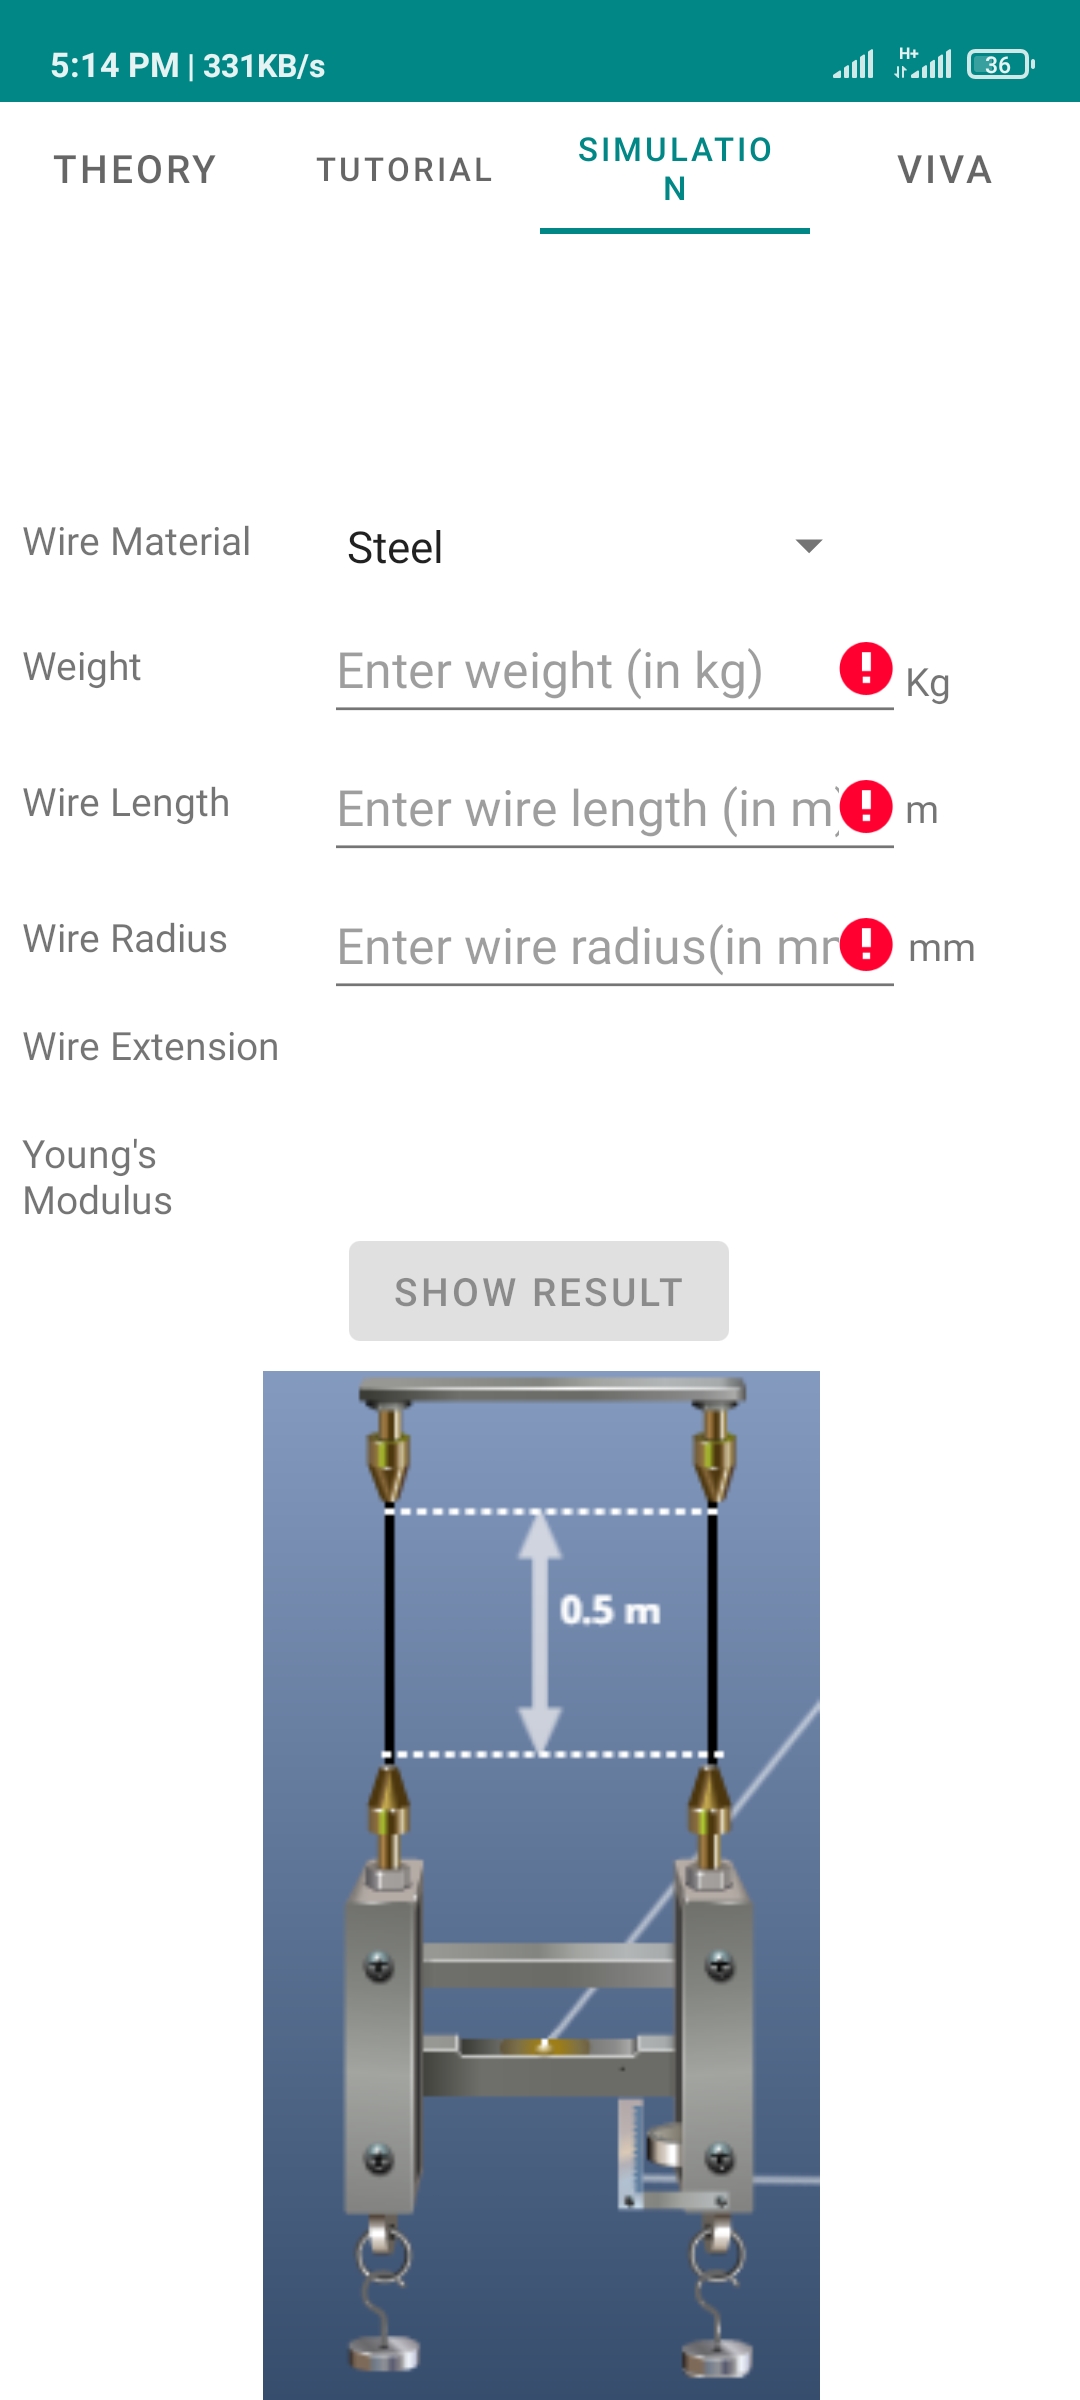 5:14 PM | 331KB/s H+ 36
THEORY TUTORIAL SIMULATIO
N VIVA
Wire Material Steel
Weight Enter weight (in kg) Kg
Wire Length Enter wire length (in m) m
Wire Radius Enter wire radius(in mm
Wire Extension
Young's
Modulus
SHOW RESULT
0.5 m